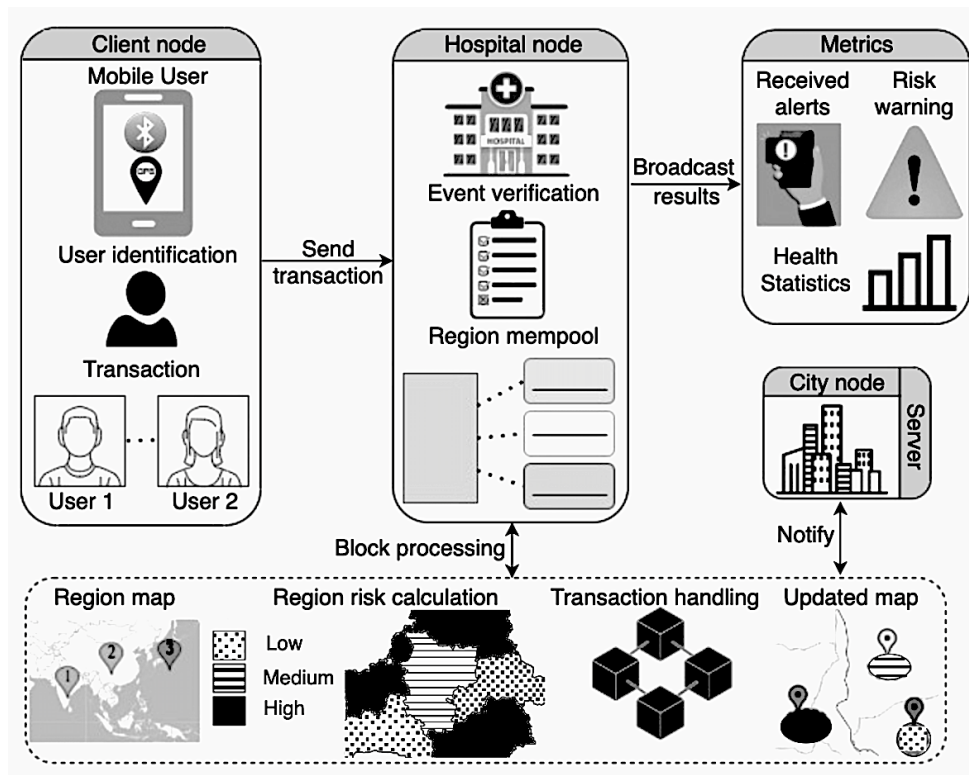 Client node
Mobile User
GPS
User identification
Transaction
User 1
User 2
Send
transaction
Hospital node
HOSPITAL
Event verification
Region mempool
Broadcast
results
Metrics
Received
alerts
Risk
warning
!
!
Health
Statistics
City node
Server
Block processing
Notify
Region map
1
2
3
Region risk calculation
Low
Medium
High
Transaction handling
Updated map